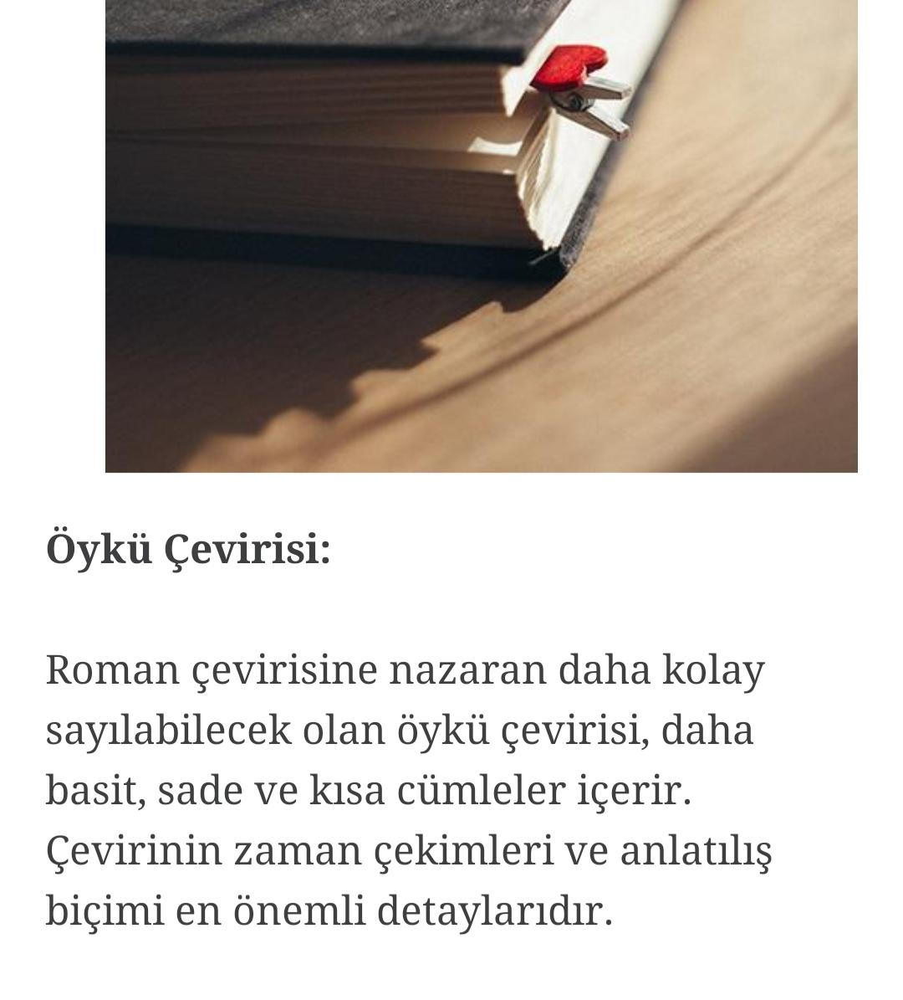 Öykü Çevirisi:
Roman çevirisine nazaran daha kolay
sayılabilecek olan öykü çevirisi, daha
basit, sade ve kısa cümleler içerir.
Çevirinin zaman çekimleri ve anlatılış
biçimi en önemli detaylarıdır.